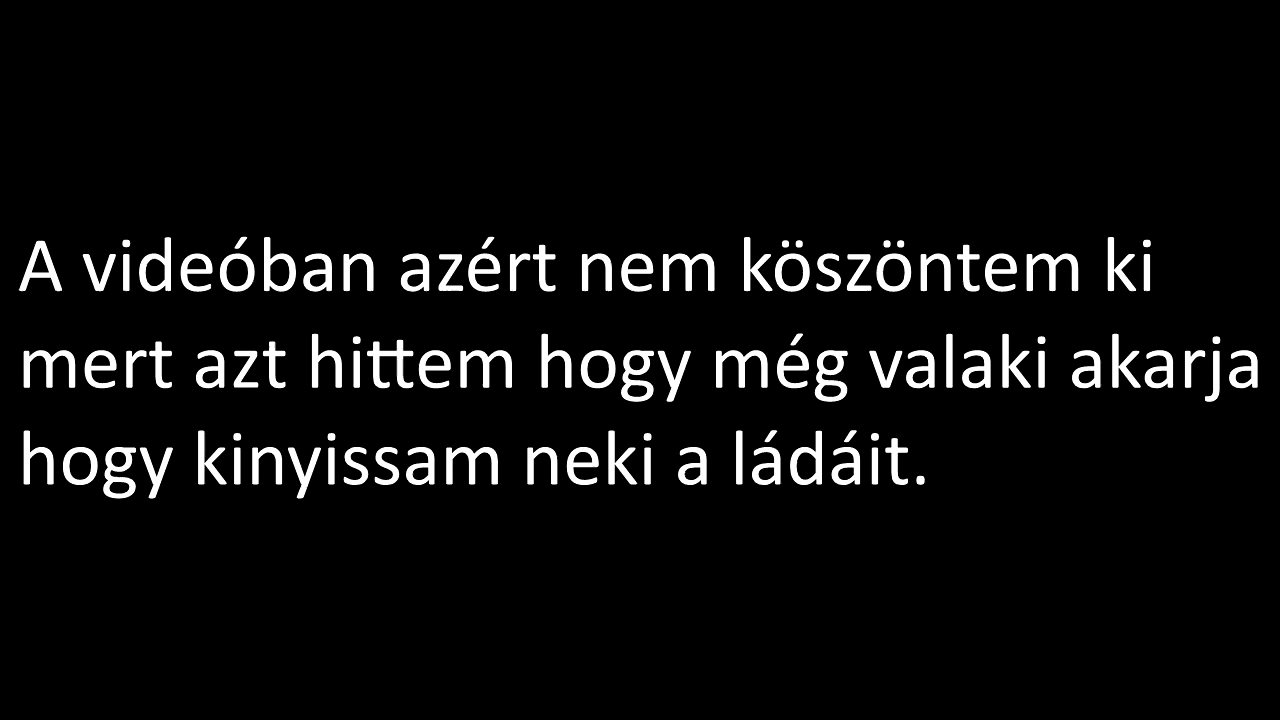 A videóban azért nem köszöntem ki
mert azt hittem hogy még valaki akarja
hogy kinyissam neki a ládáit.